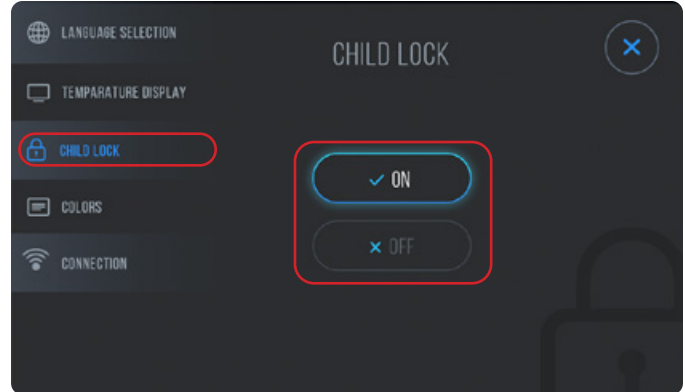 LANGUAGE SELECTION
TEMPARATURE DISPLAY
CHILD LOCK
COLORS
CONNECTION
CHILD LOCK
ON
OFF